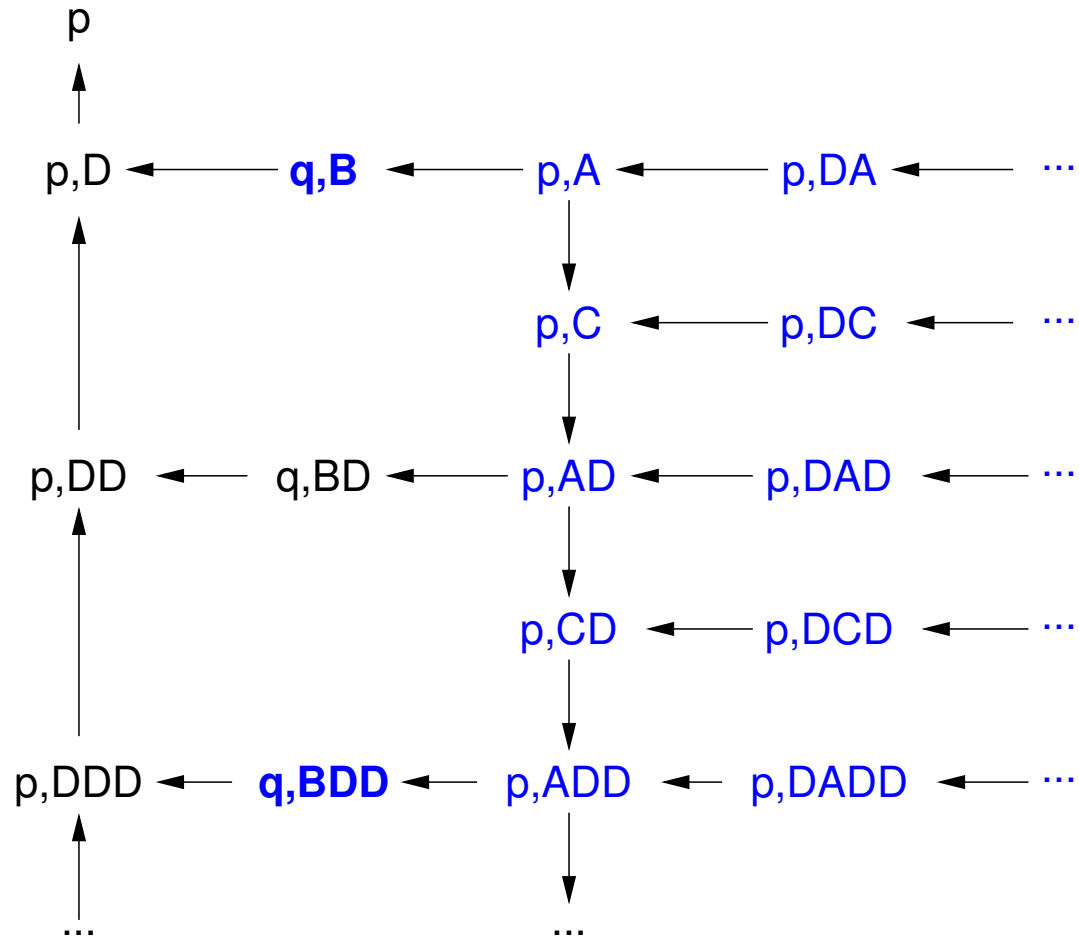 p
p,D q,B p,A p,DA ...
p,C p,DC ...
p,DD q,BD p,AD p,DAD ...
p,CD p,DCD ...
p,DDD q,BDD p,ADD p,DADD ...
... ...